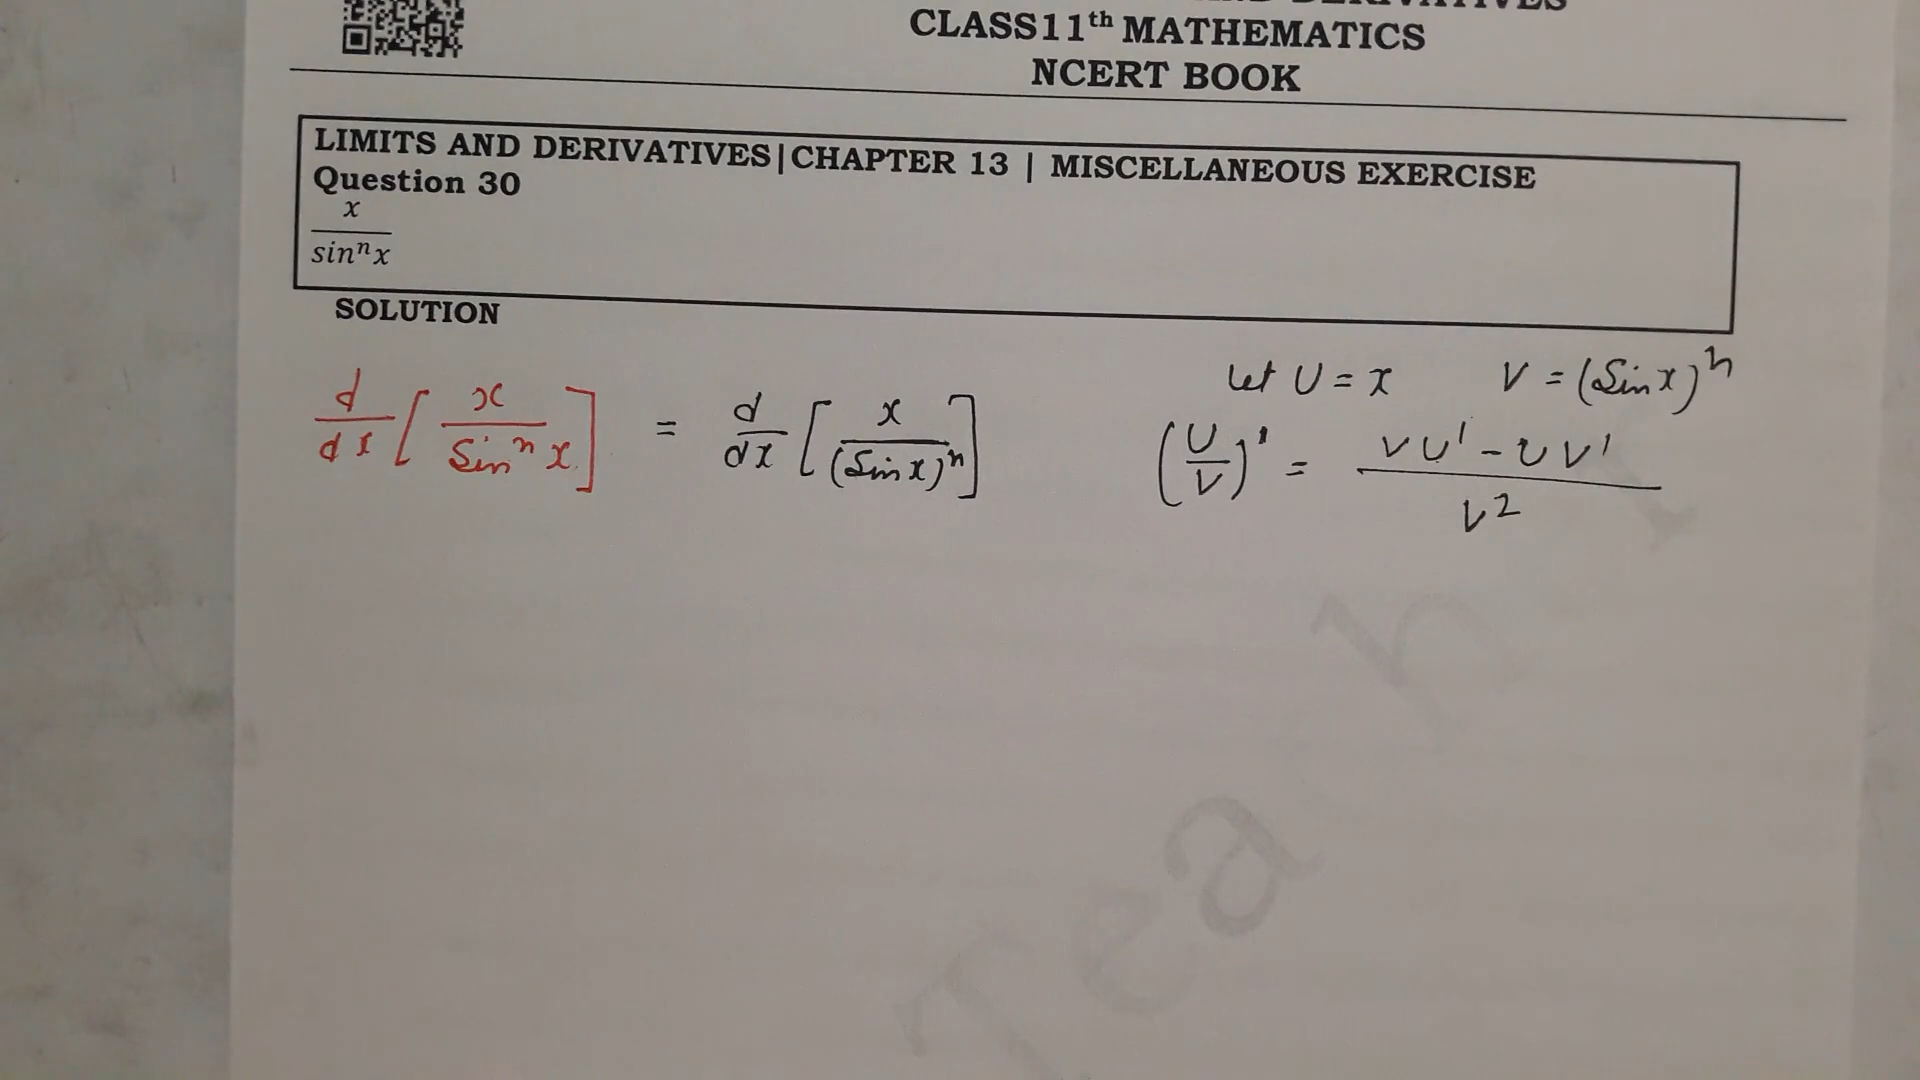 CLASS11th MATHEMATICS
NCERT BOOK
LIMITS AND DERIVATIVES|CHAPTER 13 | MISCELLANEOUS EXERCISE
Question 30
x
sinⁿx
SOLUTION
d/dx [x/Sinⁿ x] = d/dx [x/(Sin x)ⁿ]
let U = x V = (Sin x)ⁿ
(U/V)' = VU' - UV' / V²